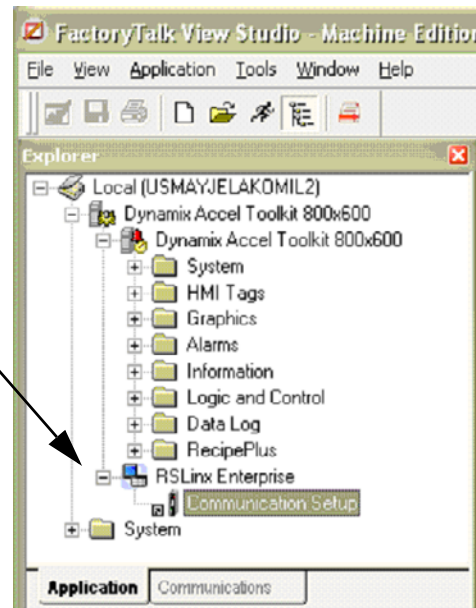 FactoryTalk View Studio - Machine Edition
File View Application Tools Window Help
Explorer
Local (USMAYJELAKOMIL2)
Dynamix Accel Toolkit 800x600
Dynamix Accel Toolkit 800x600
System
HMI Tags
Graphics
Alarms
Information
Logic and Control
Data Log
RecipePlus
RSLinx Enterprise
Communication Setup
System
Application Communications